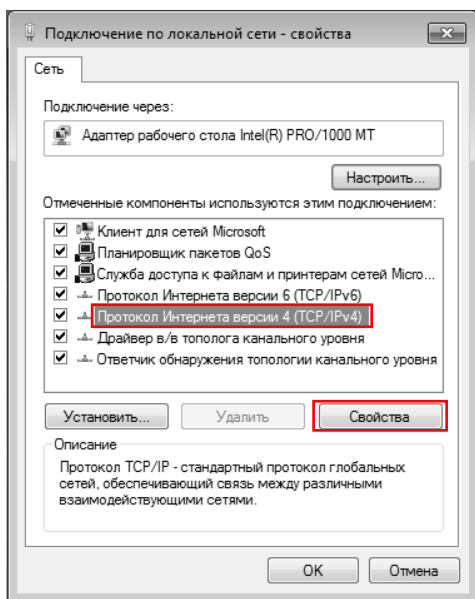 Подключение по локальной сети - свойства
Сеть
Подключение через:
Адаптер рабочего стола Intel(R) PRO/1000 MT
Настроить...
Отмеченные компоненты используются этим подключением:
Клиент для сетей Microsoft
Планировщик пакетов QoS
Служба доступа к файлам и принтерам сетей Micro...
Протокол Интернета версии 6 (TCP/IPv6)
Протокол Интернета версии 4 (TCP/IPv4)
Драйвер в/в тополога канального уровня
Ответчик обнаружения топологии канального уровня
Установить... Удалить Свойства
Описание
Протокол TCP/IP - стандартный протокол глобальных
сетей, обеспечивающий связь между различными
взаимодействующими сетями.
OK Отмена